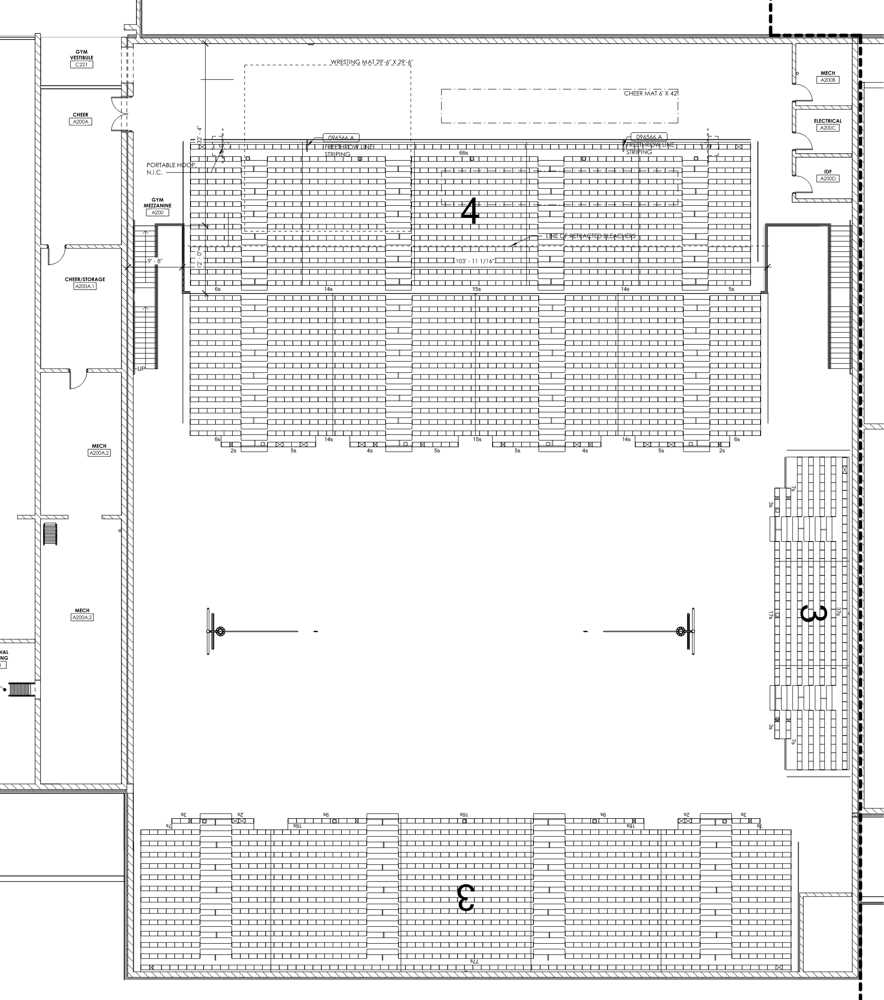 GYM
VESTIBULE
C221
WRESTING MAT 29'-6" X 29'-6"
MECH
A200B
CHEER MAT 6' X 42'
CHEER
A200A
ELECTRICAL
A200C
32' - 4"
096566.A
FREETHROW LINE
STRIPING
096566.A
FREETHROW LINE
STRIPING
66s
PORTABLE HOOP,
N.I.C.
IDF
A200D
GYM
MEZZANINE
A200
4
LINE OF RETRACTED BLEACHERS
9' - 8"
12' - 0"
103' - 11 1/16"
CHEER/STORAGE
A200A.1
6s
14s
15s
14s
5s
UP
6s
14s
15s
14s
6s
2s
5s
4s
5s
5s
4s
5s
2s
MECH
A200A.2
7s
3s
MECH
A200A.2
17s
3
37s
3s
7s
DIAL
NG
3s
2s
9s
16s
9s
2s
3s
7s
16s
16s
7s
3
77s